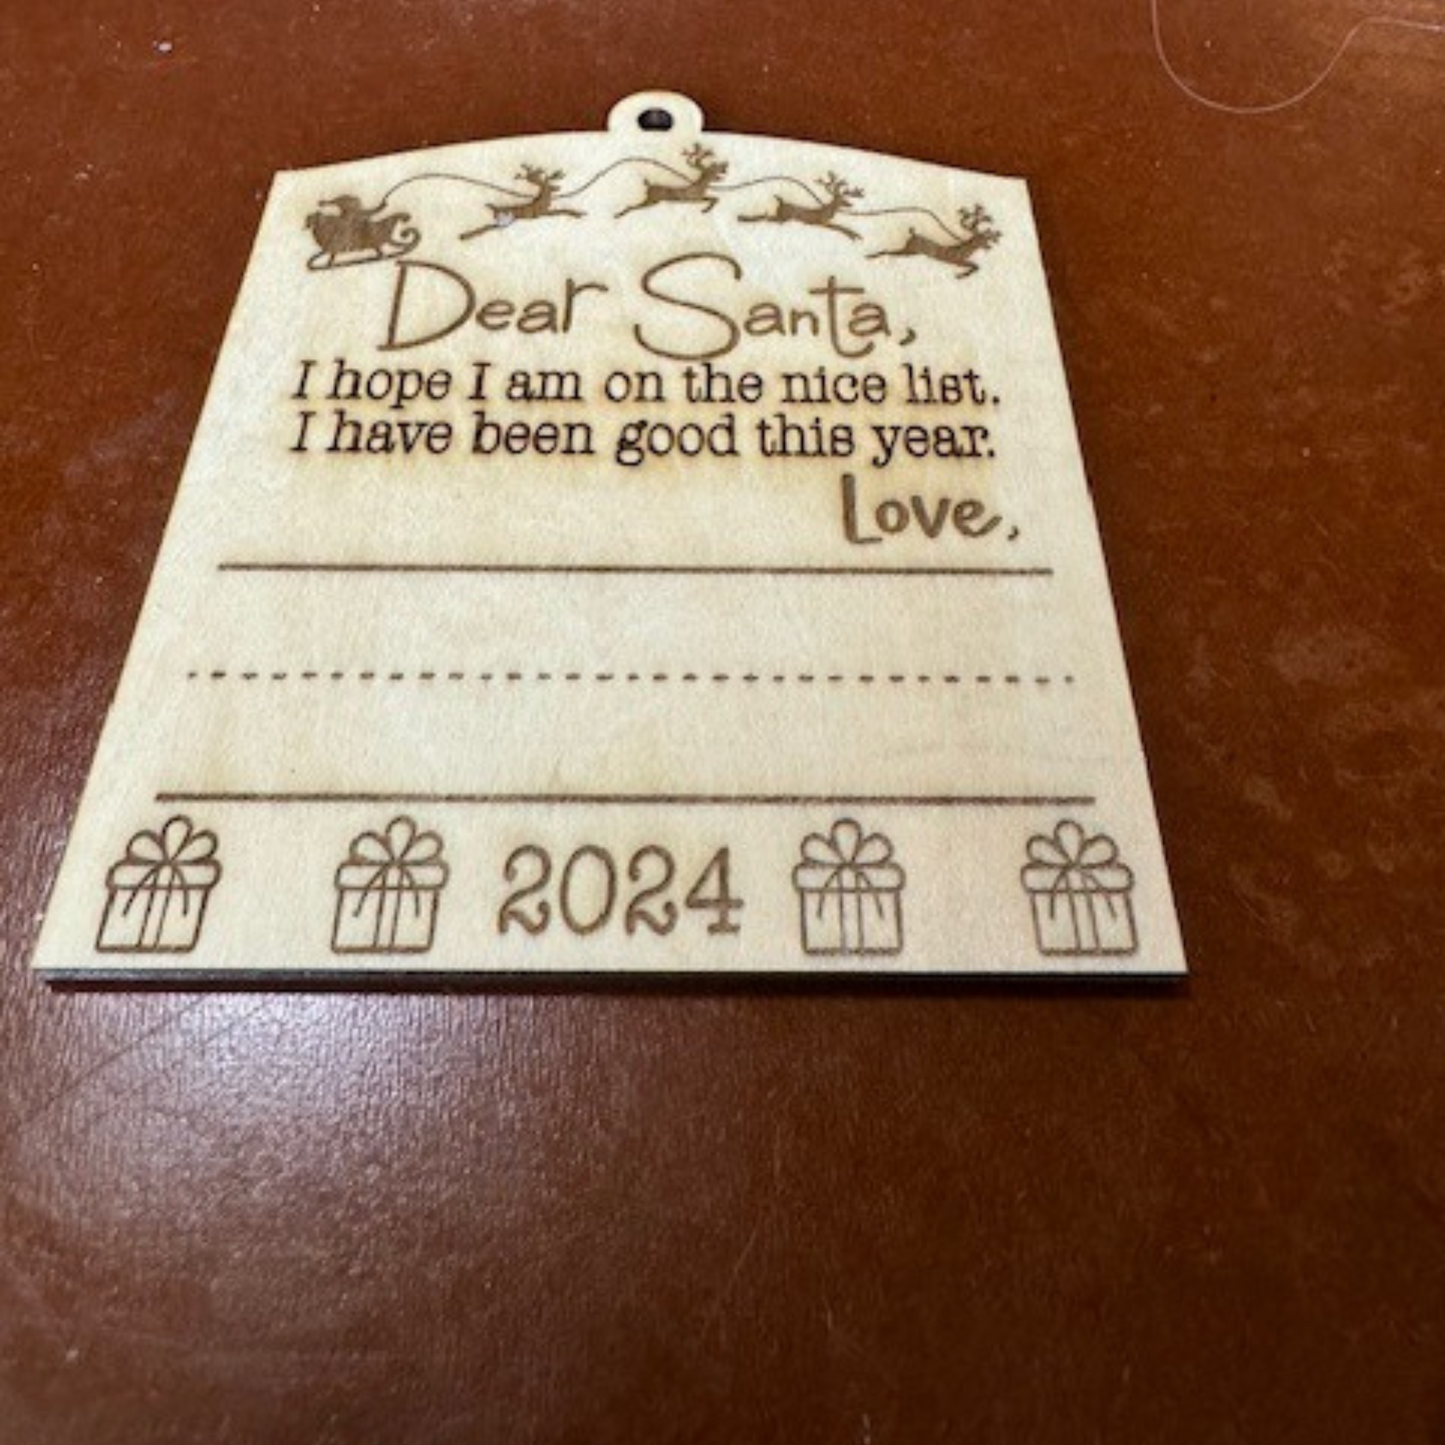 Dear Santa,
I hope I am on the nice list.
I have been good this year.
Love,
2024